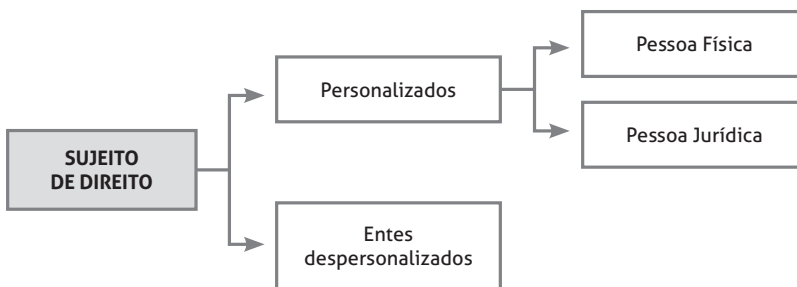 SUJEITO
DE DIREITO
Personalizados
Pessoa Física
Pessoa Jurídica
Entes
despersonalizados